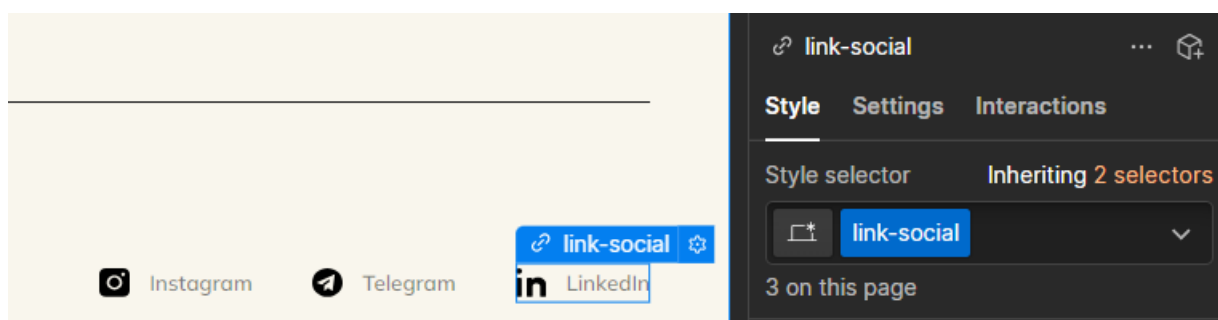 link-social
Style Settings Interactions
Style selector Inheriting 2 selectors
link-social
3 on this page
link-social
Instagram Telegram in LinkedIn